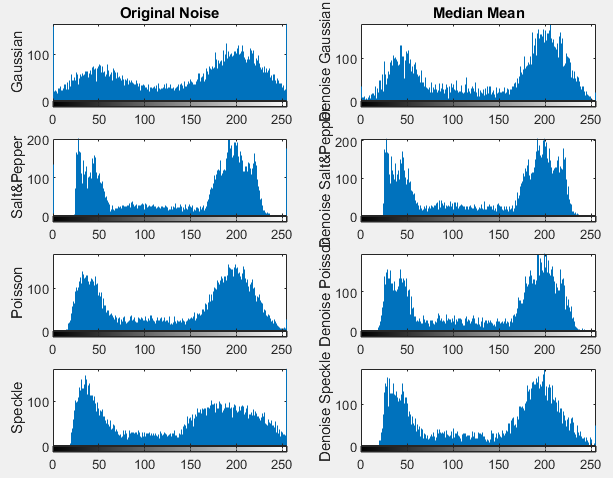 Original Noise
Median Mean
Gaussian
100
0
0 50 100 150 200 250
Denoise Gaussian
100
0
0 50 100 150 200 250
Salt&Pepper
200
100
0
0 50 100 150 200 250
Denoise Salt&Pepper
200
100
0
0 50 100 150 200 250
Poisson
100
0
0 50 100 150 200 250
Denoise Poisson
100
0
0 50 100 150 200 250
Speckle
100
0
0 50 100 150 200 250
Denoise Speckle
100
0
0 50 100 150 200 250